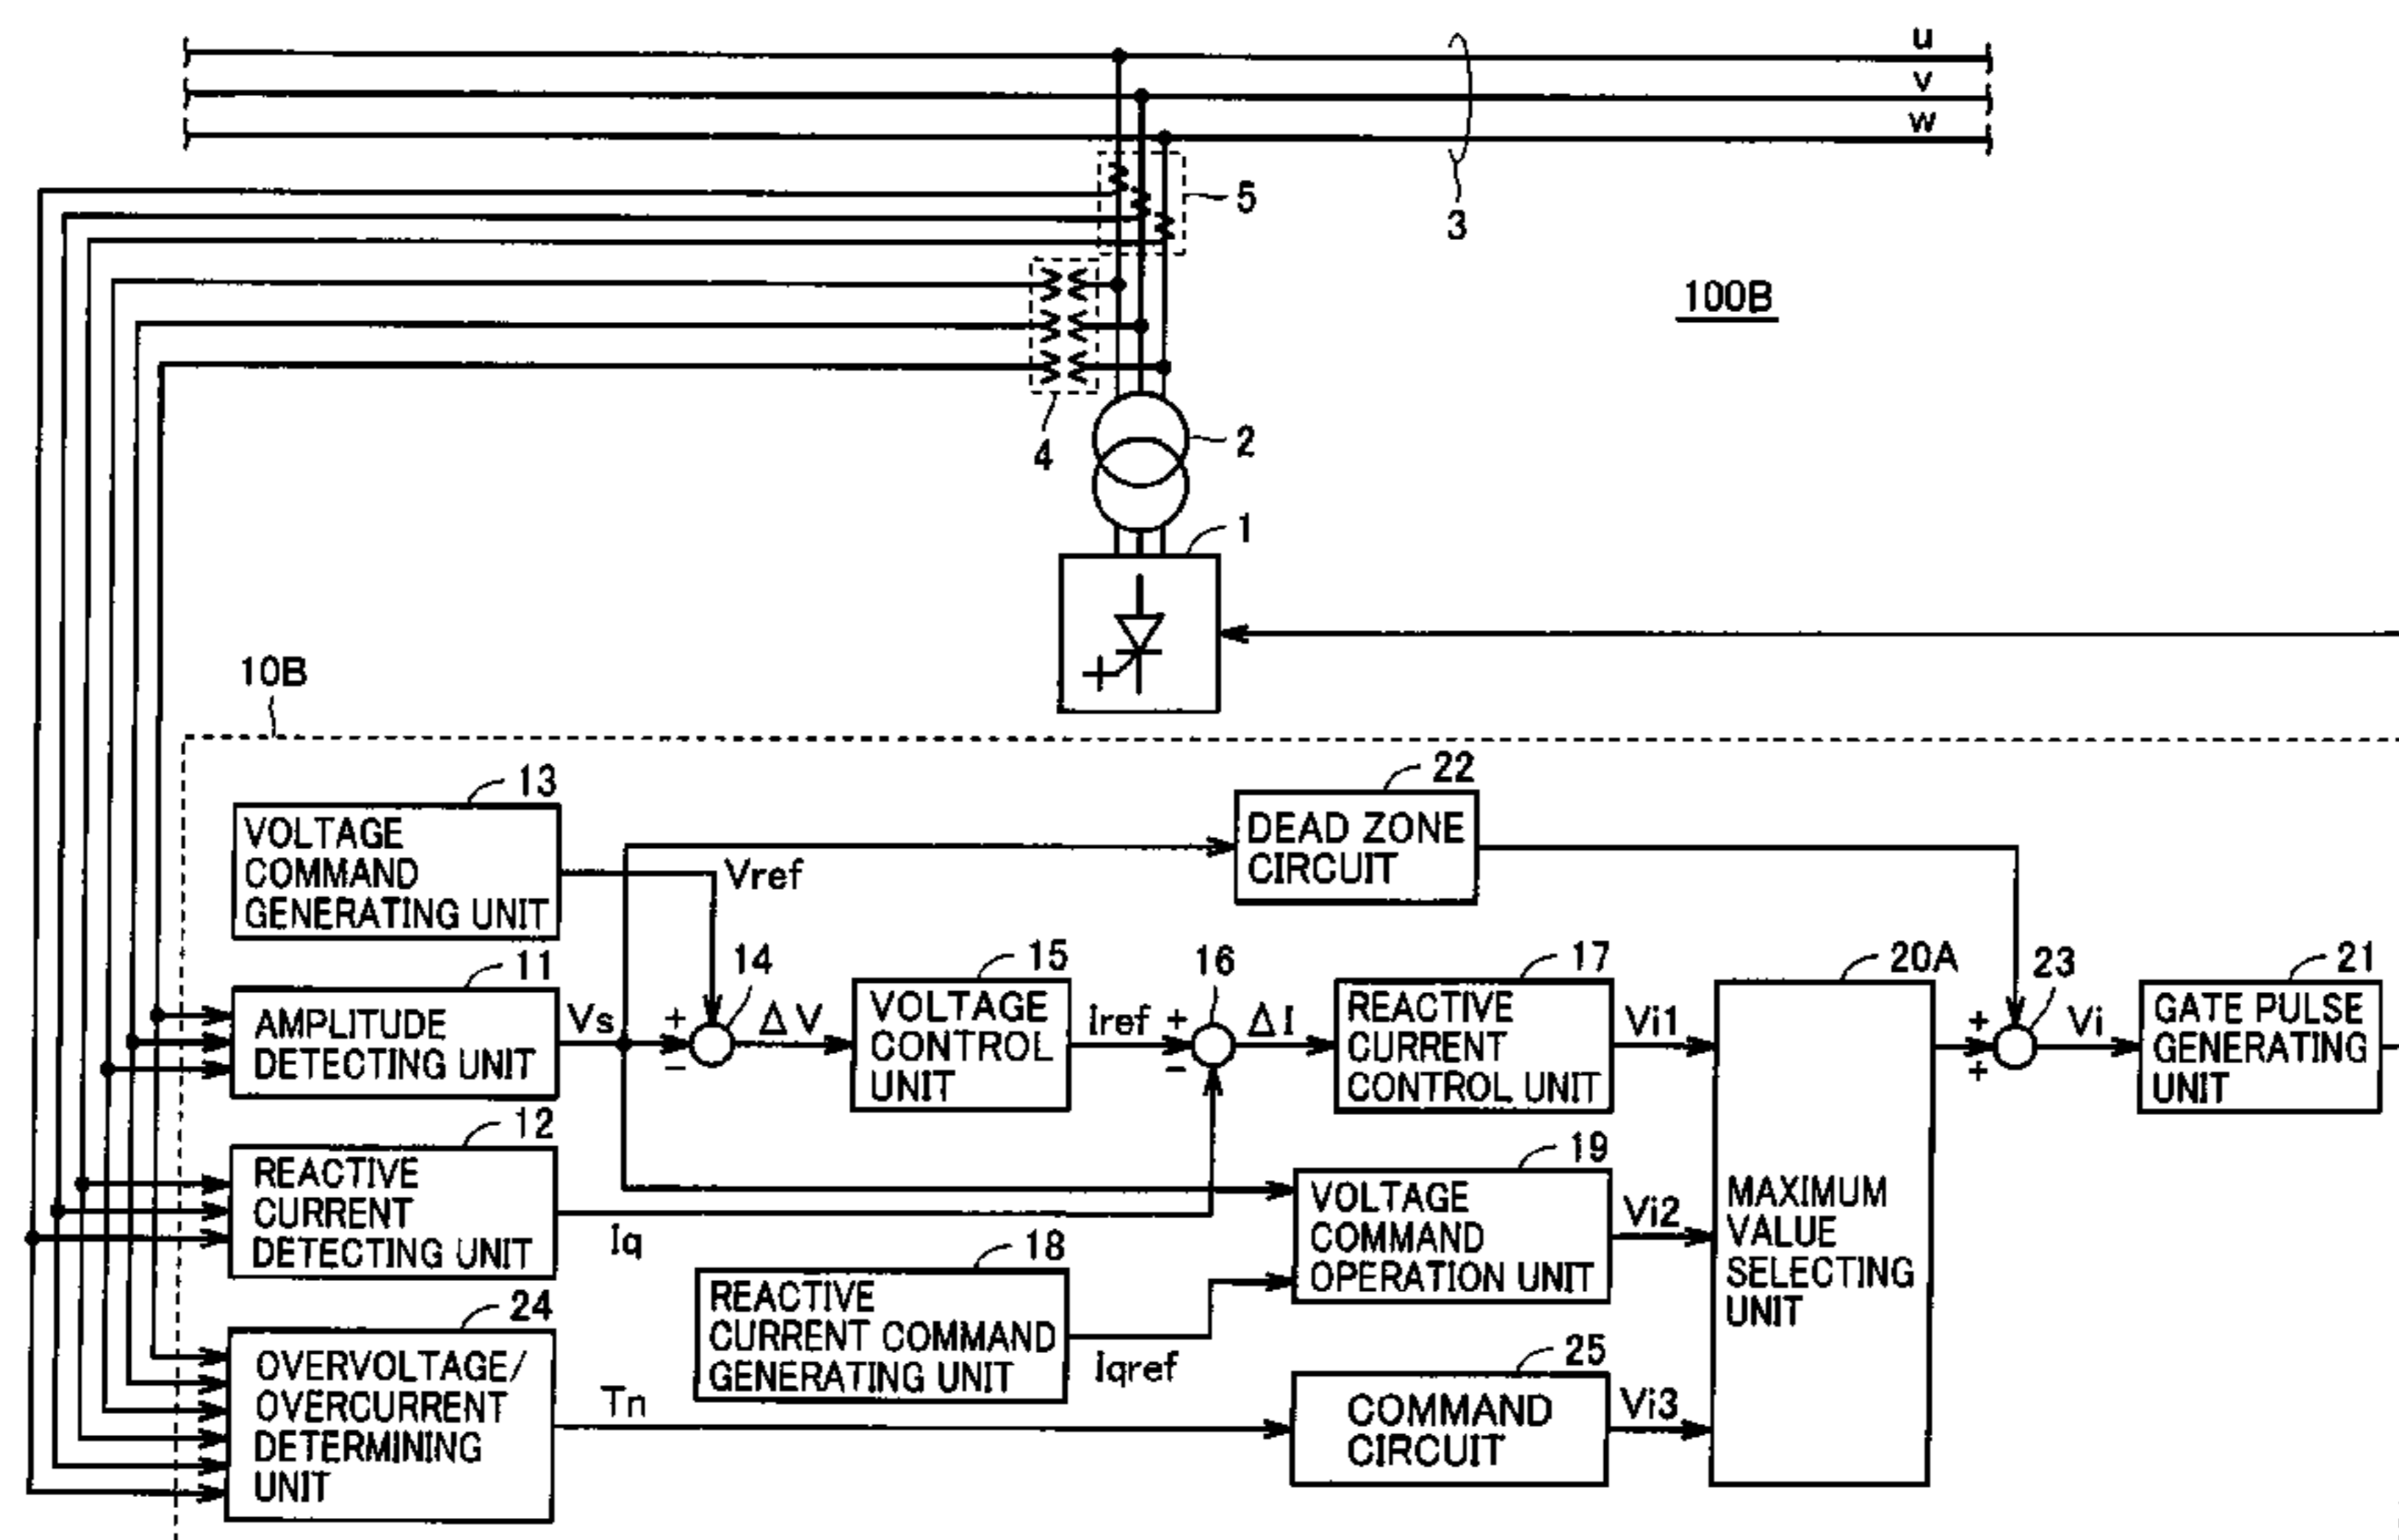 u
v
w
5
3
100B
4
2
1
10B
13
VOLTAGE
COMMAND
GENERATING UNIT
Vref
22
DEAD ZONE
CIRCUIT
11
AMPLITUDE
DETECTING UNIT
Vs
+
−
14
ΔV
15
VOLTAGE
CONTROL
UNIT
Iref
+
−
16
ΔI
17
REACTIVE
CURRENT
CONTROL UNIT
Vi1
20A
MAXIMUM
VALUE
SELECTING
UNIT
+
+
23
Vi
21
GATE PULSE
GENERATING
UNIT
12
REACTIVE
CURRENT
DETECTING UNIT
Iq
19
VOLTAGE
COMMAND
OPERATION UNIT
Vi2
18
REACTIVE
CURRENT COMMAND
GENERATING UNIT
Iqref
24
OVERVOLTAGE/
OVERCURRENT
DETERMINING
UNIT
Tn
25
COMMAND
CIRCUIT
Vi3